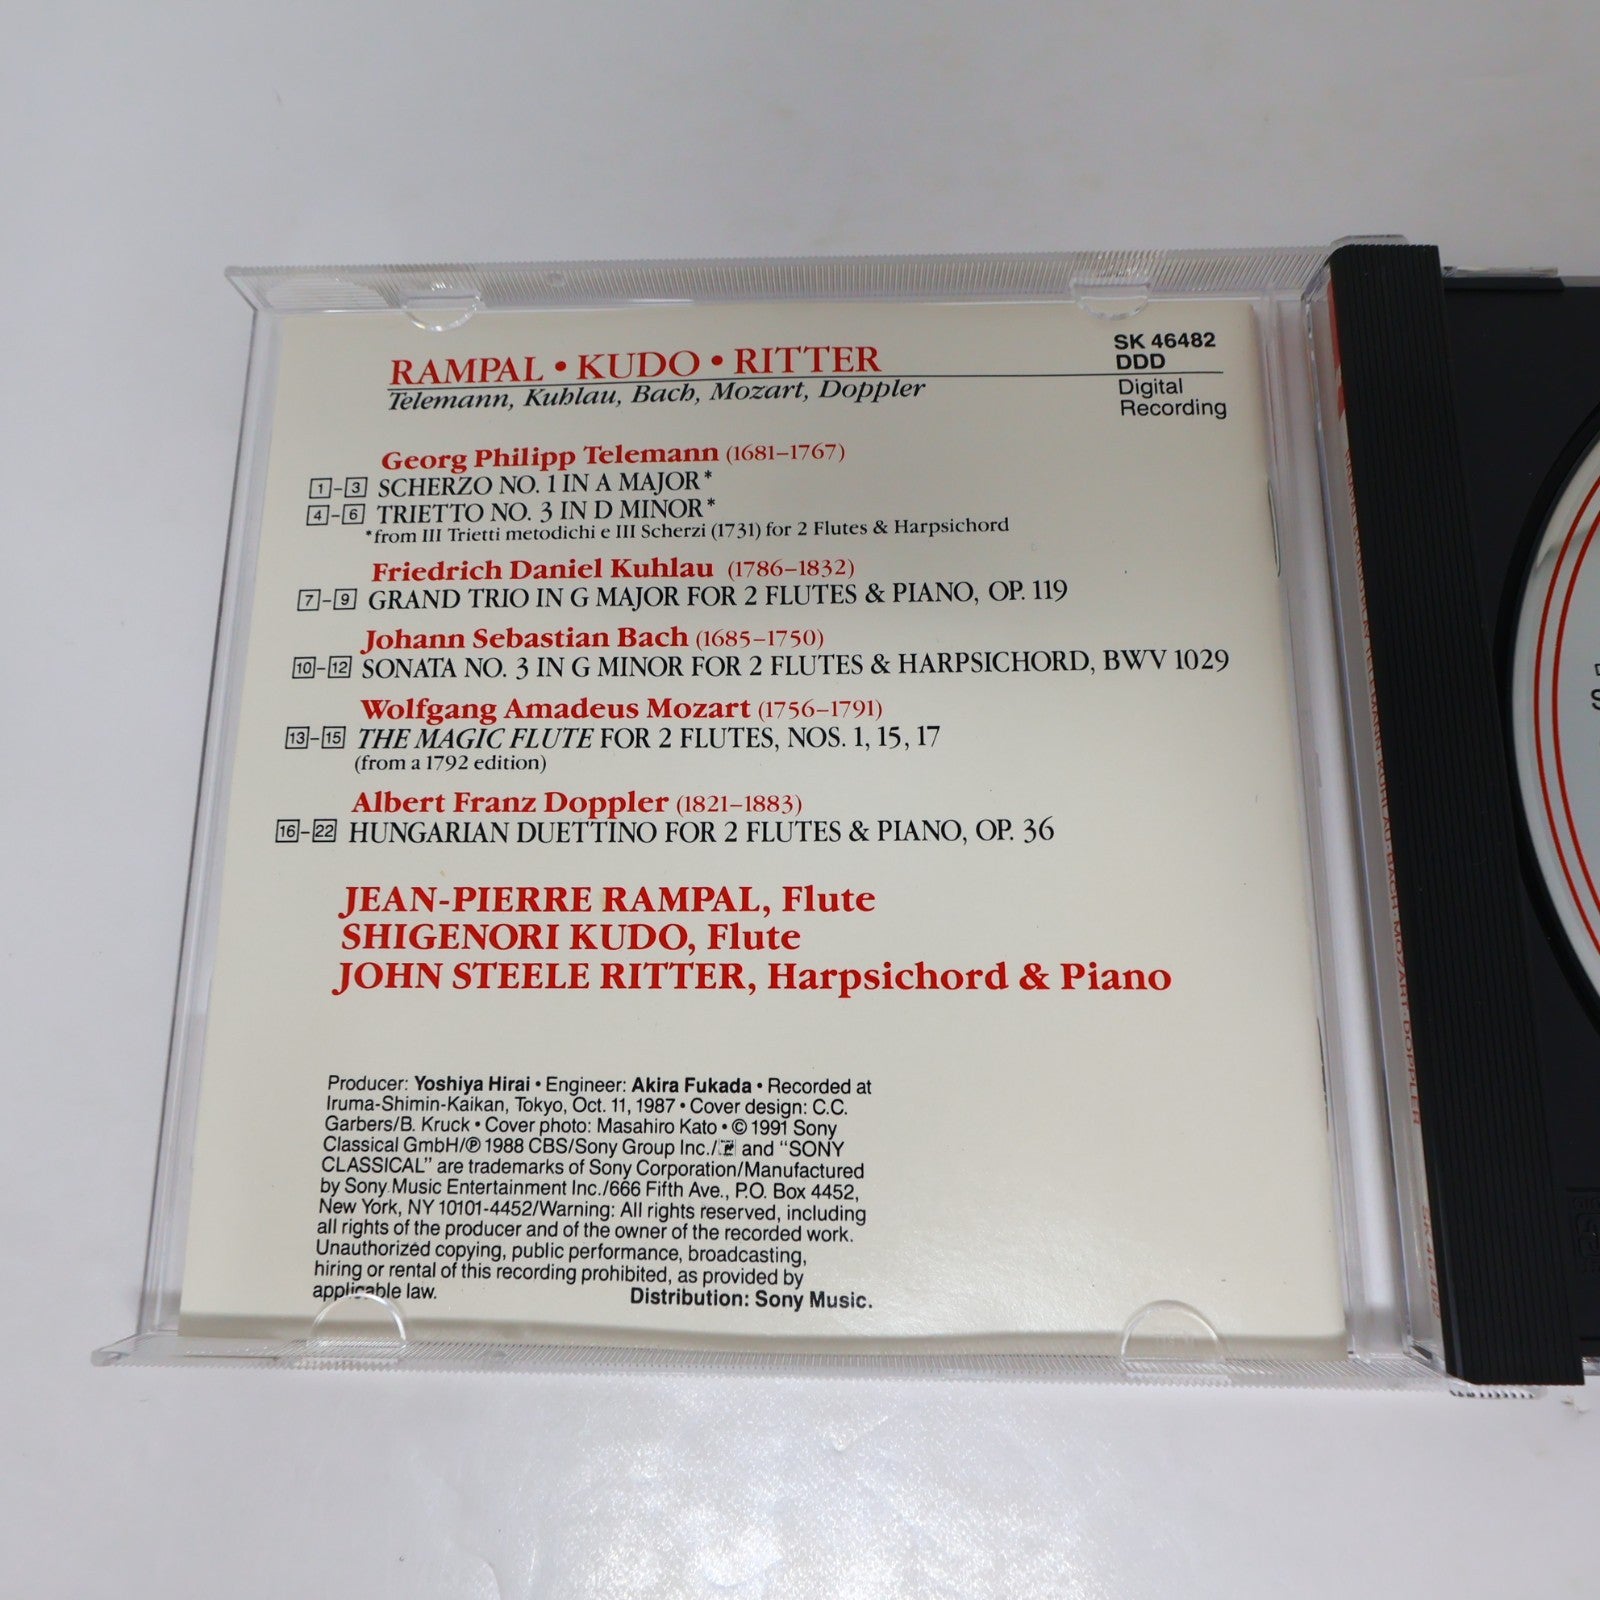 RAMPAL • KUDO • RITTER
Telemann, Kuhlau, Bach, Mozart, Doppler
SK 46482
DDD
Digital
Recording
Georg Philipp Telemann (1681–1767)
1–3 SCHERZO NO. 1 IN A MAJOR*
4–6 TRIETTO NO. 3 IN D MINOR*
*from III Trietti metodichi e III Scherzi (1731) for 2 Flutes & Harpsichord
Friedrich Daniel Kuhlau (1786–1832)
7–9 GRAND TRIO IN G MAJOR FOR 2 FLUTES & PIANO, OP. 119
Johann Sebastian Bach (1685–1750)
10–12 SONATA NO. 3 IN G MINOR FOR 2 FLUTES & HARPSICHORD, BWV 1029
Wolfgang Amadeus Mozart (1756–1791)
13–15 THE MAGIC FLUTE FOR 2 FLUTES, NOS. 1, 15, 17
(from a 1792 edition)
Albert Franz Doppler (1821–1883)
16–22 HUNGARIAN DUETTINO FOR 2 FLUTES & PIANO, OP. 36
JEAN-PIERRE RAMPAL, Flute
SHIGENORI KUDO, Flute
JOHN STEELE RITTER, Harpsichord & Piano
Producer: Yoshiya Hirai • Engineer: Akira Fukada • Recorded at
Iruma-Shimin-Kaikan, Tokyo, Oct. 11, 1987 • Cover design: C.C.
Garbers/B. Kruck • Cover photo: Masahiro Kato • © 1991 Sony
Classical GmbH/℗ 1988 CBS/Sony Group Inc./ and "SONY
CLASSICAL" are trademarks of Sony Corporation/Manufactured
by Sony Music Entertainment Inc./666 Fifth Ave., P.O. Box 4452,
New York, NY 10101-4452/Warning: All rights reserved, including
all rights of the producer and of the owner of the recorded work.
Unauthorized copying, public performance, broadcasting,
hiring or rental of this recording prohibited, as provided by
applicable law.
Distribution: Sony Music.
BACH·MOZART·DOPPLER
SK 46482